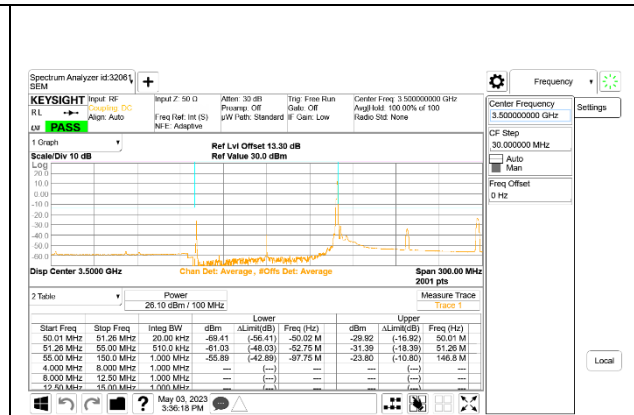 Spectrum Analyzer id:32061
SEM
+
Frequency
KEYSIGHT
Input: RF
Coupling: DC
Align: Auto
Input Z: 50 Ω
Freq Ref: Int (S)
NFE: Adaptive
Atten: 30 dB
Preamp: Off
µW Path: Standard
Trig: Free Run
Gate: Off
IF Gain: Low
Center Freq: 3.500000000 GHz
Avg|Hold: 100.00% of 100
Radio Std: None
RL
PASS
Center Frequency
3.500000000 GHz
Settings
CF Step
30.000000 MHz
Auto
Man
Freq Offset
0 Hz
Local
1 Graph
Scale/Div 10 dB
Ref Lvl Offset 13.30 dB
Ref Value 30.0 dBm
Log
20.0
10.0
0.00
-10.0
-20.0
-30.0
-40.0
-50.0
-60.0
Disp Center 3.5000 GHz
Chan Det: Average, #Offs Det: Average
Span 300.00 MHz
2001 pts
2 Table
Power
26.10 dBm / 100 MHz
Measure Trace
Trace 1
Lower Upper
Start Freq Stop Freq Integ BW dBm ΔLimit(dB) Freq (Hz) dBm ΔLimit(dB) Freq (Hz)
50.01 MHz 51.26 MHz 20.00 kHz -69.41 (-56.41) -50.02 M -29.92 (-16.92) 50.01 M
51.26 MHz 55.00 MHz 510.0 kHz -61.03 (-48.03) -52.75 M -31.39 (-18.39) 51.26 M
55.00 MHz 150.0 MHz 1.000 MHz -55.89 (-42.89) -97.75 M -23.80 (-10.80) 146.8 M
4.000 MHz 8.000 MHz 1.000 MHz --- (---) --- (---)
8.000 MHz 12.50 MHz 1.000 MHz --- (---) --- (---)
12.50 MHz 15.00 MHz 1.000 MHz --- (---) --- (---)
?
May 03, 2023
3:36:18 PM